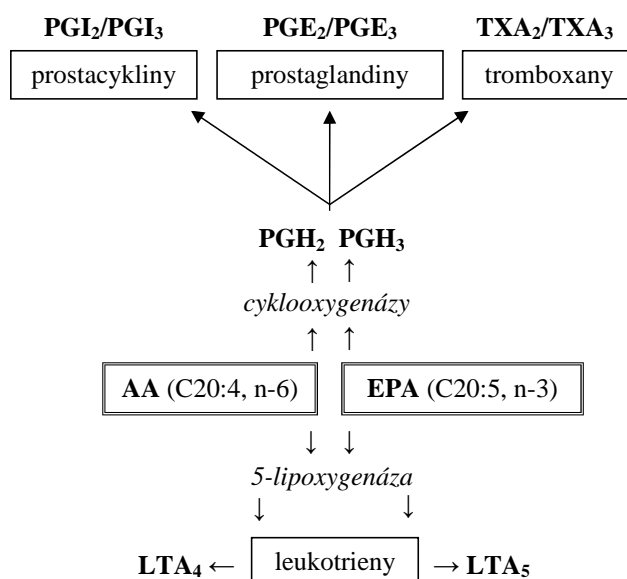 PGI₂/PGI₃ PGE₂/PGE₃ TXA₂/TXA₃
prostacykliny prostaglandiny tromboxany
PGH₂ PGH₃
↑ ↑
cyklooxygenázy
↑ ↑
AA (C20:4, n-6) EPA (C20:5, n-3)
↓ ↓
5-lipoxygenáza
↓ ↓
LTA₄ ← leukotrieny → LTA₅